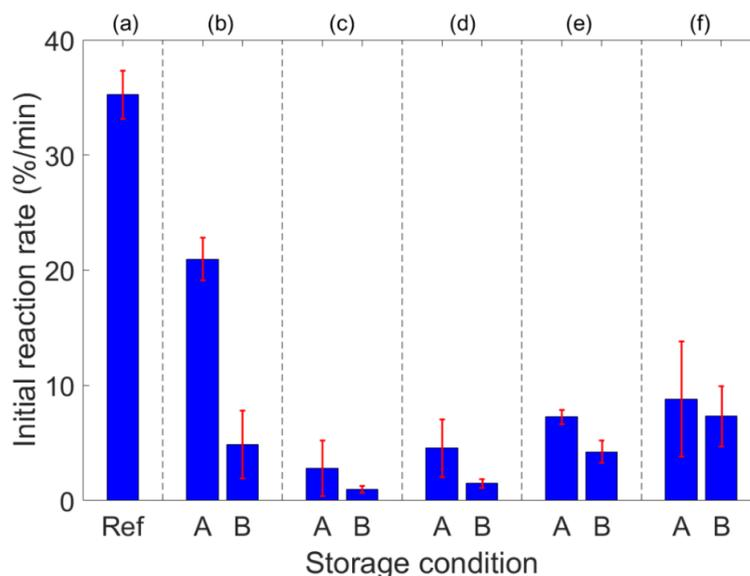 (a) (b) (c) (d) (e) (f)
40
30
20
10
0
Initial reaction rate (%/min)
Ref A B A B A B A B A B
Storage condition